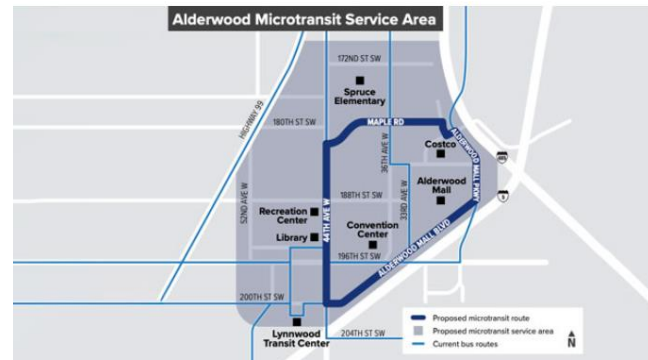 Alderwood Microtransit Service Area
172ND ST SW
Spruce
Elementary
HIGHWAY 99
180TH ST SW
MAPLE RD
36TH AVE W
Costco
ALDERWOOD MALL PKWY
Alderwood
Mall
52ND AVE W
188TH ST SW
33RD AVE W
Recreation
Center
44TH AVE W
Library
Convention
Center
196TH ST SW
ALDERWOOD MALL BLVD
200TH ST SW
Lynnwood
Transit Center
204TH ST SW
Proposed microtransit route
Proposed microtransit service area
Current bus routes
N